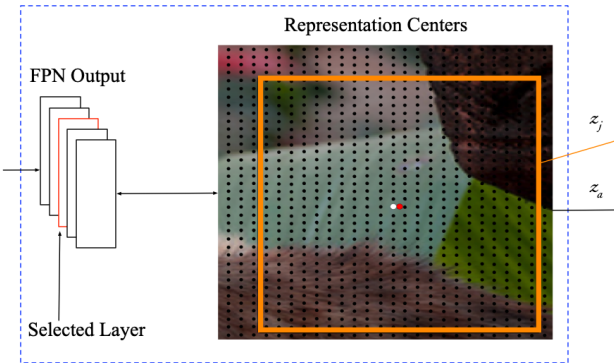 Representation Centers
FPN Output
z_j
z_a
Selected Layer